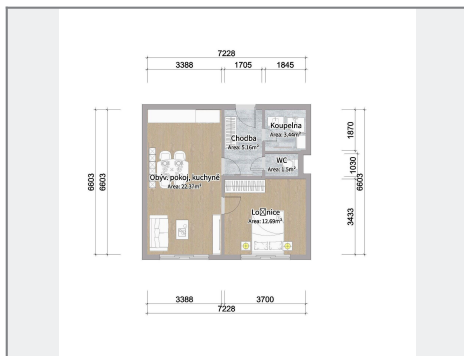 7228
3388 1705 1845
Koupelna
Area: 3.44m²
Chodba
Area: 5.16m²
WC
Area: 1.5m²
Obýv. pokoj, kuchyně
Area: 22.37m²
Lo☒nice
Area: 12.69m²
6603 6603
1870
1030
3433
6603
3388 3700
7228